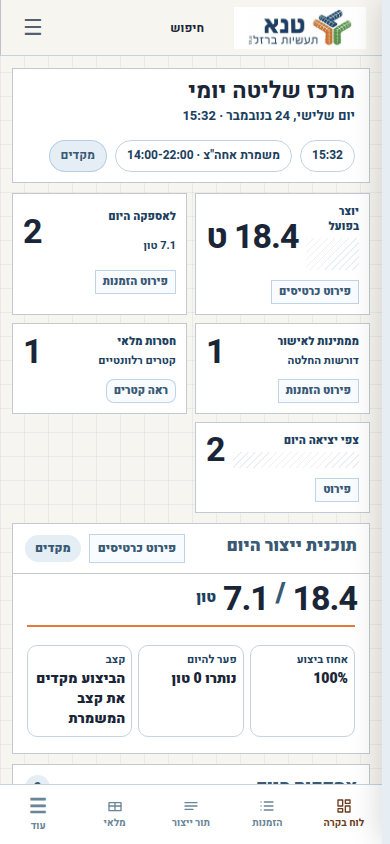 טנא
תעשיות ברזל
חיפוש
מרכז שליטה יומי
יום שלישי, 24 בנובמבר · 15:32
15:32
משמרת אחה"צ · 14:00-22:00
מקדים
יוצר
בפועל
18.4 ט
פירוט כרטיסים
לאספקה היום
2
7.1 טון
פירוט הזמנות
ממתינות לאישור
1
דורשות החלטה
פירוט הזמנות
חסרות מלאי
1
קטרים רלוונטיים
ראה קטרים
צפי יציאה היום
2
פירוט
תוכנית ייצור היום
פירוט כרטיסים
מקדים
18.4 / 7.1 טון
אחוז ביצוע
100%
פער להיום
נותרו 0 טון
קצב
הביצוע מקדים
את קצב
המשמרת
לוח בקרה
הזמנות
תור ייצור
מלאי
עוד